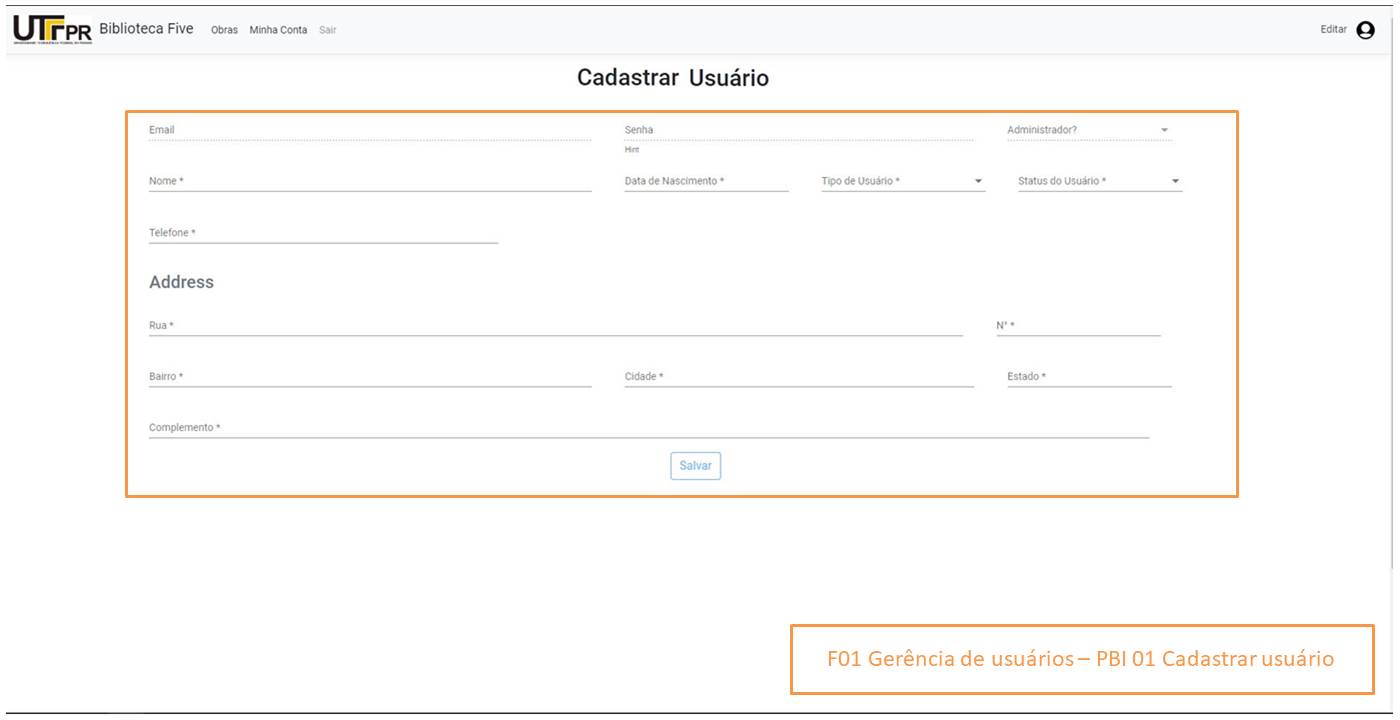 UTFPR Biblioteca Five Obras Minha Conta Sair Editar
Cadastrar Usuário
Email Senha Administrador?
Hint
Nome * Data de Nascimento * Tipo de Usuário * Status do Usuário *
Telefone *
Address
Rua * N° *
Bairro * Cidade * Estado *
Complemento *
Salvar
F01 Gerência de usuários – PBI 01 Cadastrar usuário